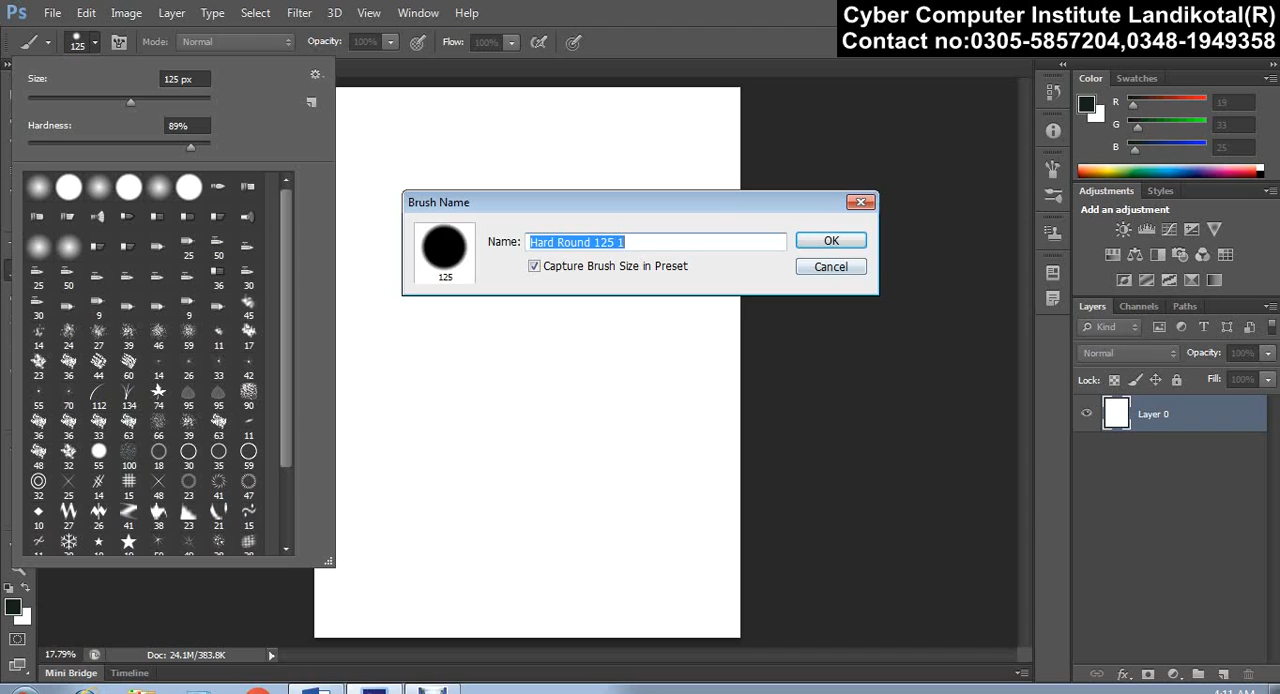 Ps File Edit Image Layer Type Select Filter 3D View Window Help
Cyber Computer Institute Landikotal(R)
Contact no:0305-5857204,0348-1949358
125 Mode: Normal Opacity: 100% Flow: 100%
Size: 125 px
Hardness: 89%
25 50
25 50 36 30
30 9 9 45
14 24 27 39 46 59 11 17
23 36 44 60 14 26 33 42
55 70 112 134 74 95 95 90
36 36 33 63 66 39 63 11
48 32 55 100 18 30 35 59
32 25 14 15 48 23 41 47
10 27 26 41 38 23 21 15
Brush Name
125
Name: Hard Round 125 1
Capture Brush Size in Preset
OK
Cancel
Color Swatches
R 19
G 33
B 25
Adjustments Styles
Add an adjustment
Layers Channels Paths
Kind
Normal Opacity: 100%
Lock: Fill: 100%
Layer 0
17.79% Doc: 24.1M/383.8K
Mini Bridge Timeline
4:11 AM